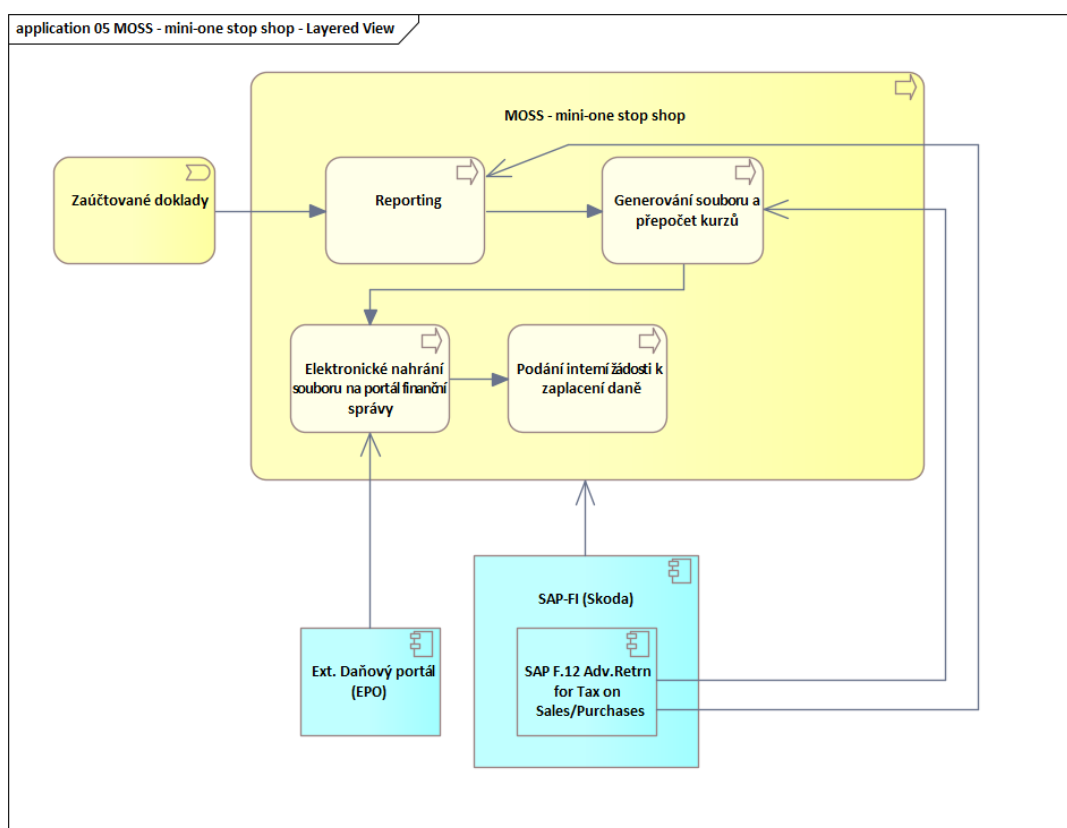 application 05 MOSS - mini-one stop shop - Layered View
MOSS - mini-one stop shop
Zaúčtované doklady
Reporting
Generování souboru a
přepočet kurzů
Elektronické nahrání
souboru na portál finanční
správy
Podání interní žádosti k
zaplacení daně
SAP-FI (Skoda)
Ext. Daňový portál
(EPO)
SAP F.12 Adv.Retrn
for Tax on
Sales/Purchases